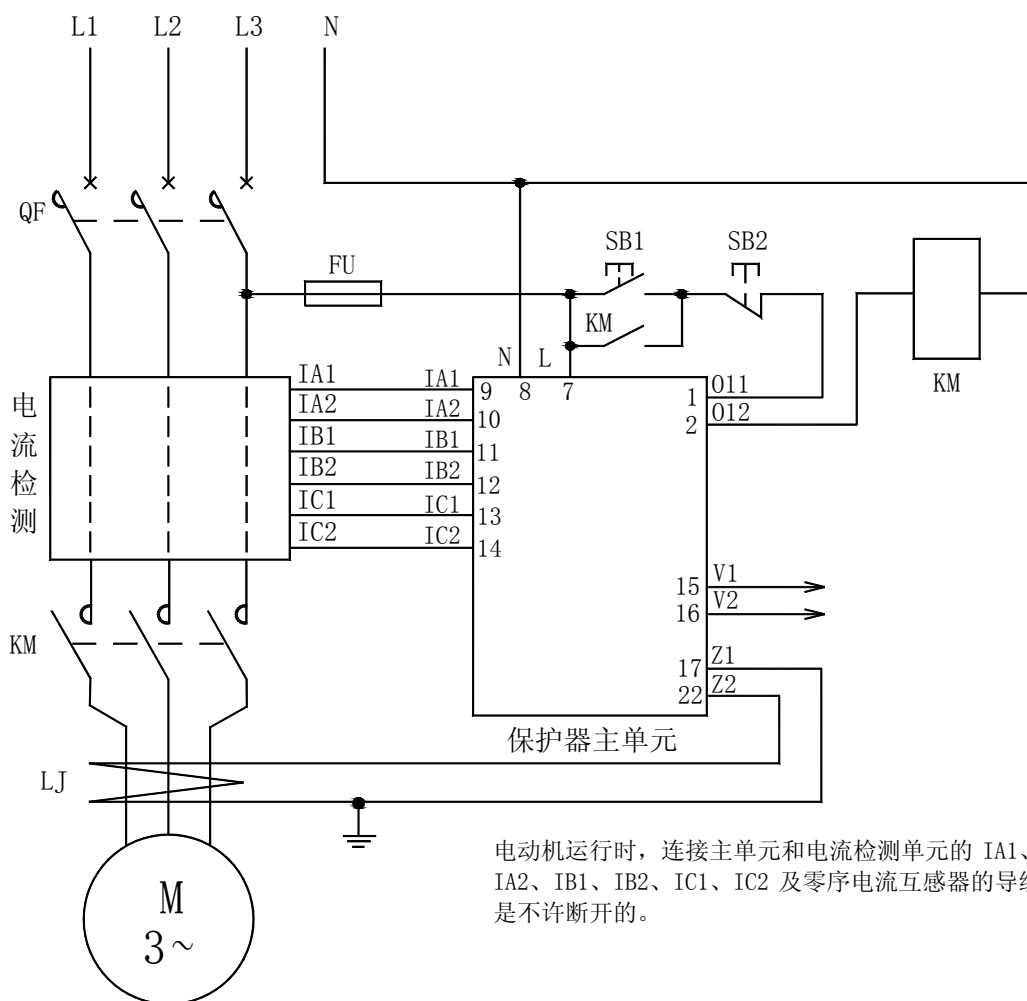 L1 L2 L3 N
QF
FU
SB1 SB2
KM
KM
N L
9 8 7
IA1 IA1
IA2 IA2 10
IB1 IB1 11
IB2 IB2 12
IC1 IC1 13
IC2 IC2 14
1 O11
2 O12
电流检测
15 V1
16 V2
KM
17 Z1
22 Z2
保护器主单元
LJ
M
3~
电动机运行时，连接主单元和电流检测单元的 IA1、
IA2、IB1、IB2、IC1、IC2 及零序电流互感器的导线
是不许断开的。